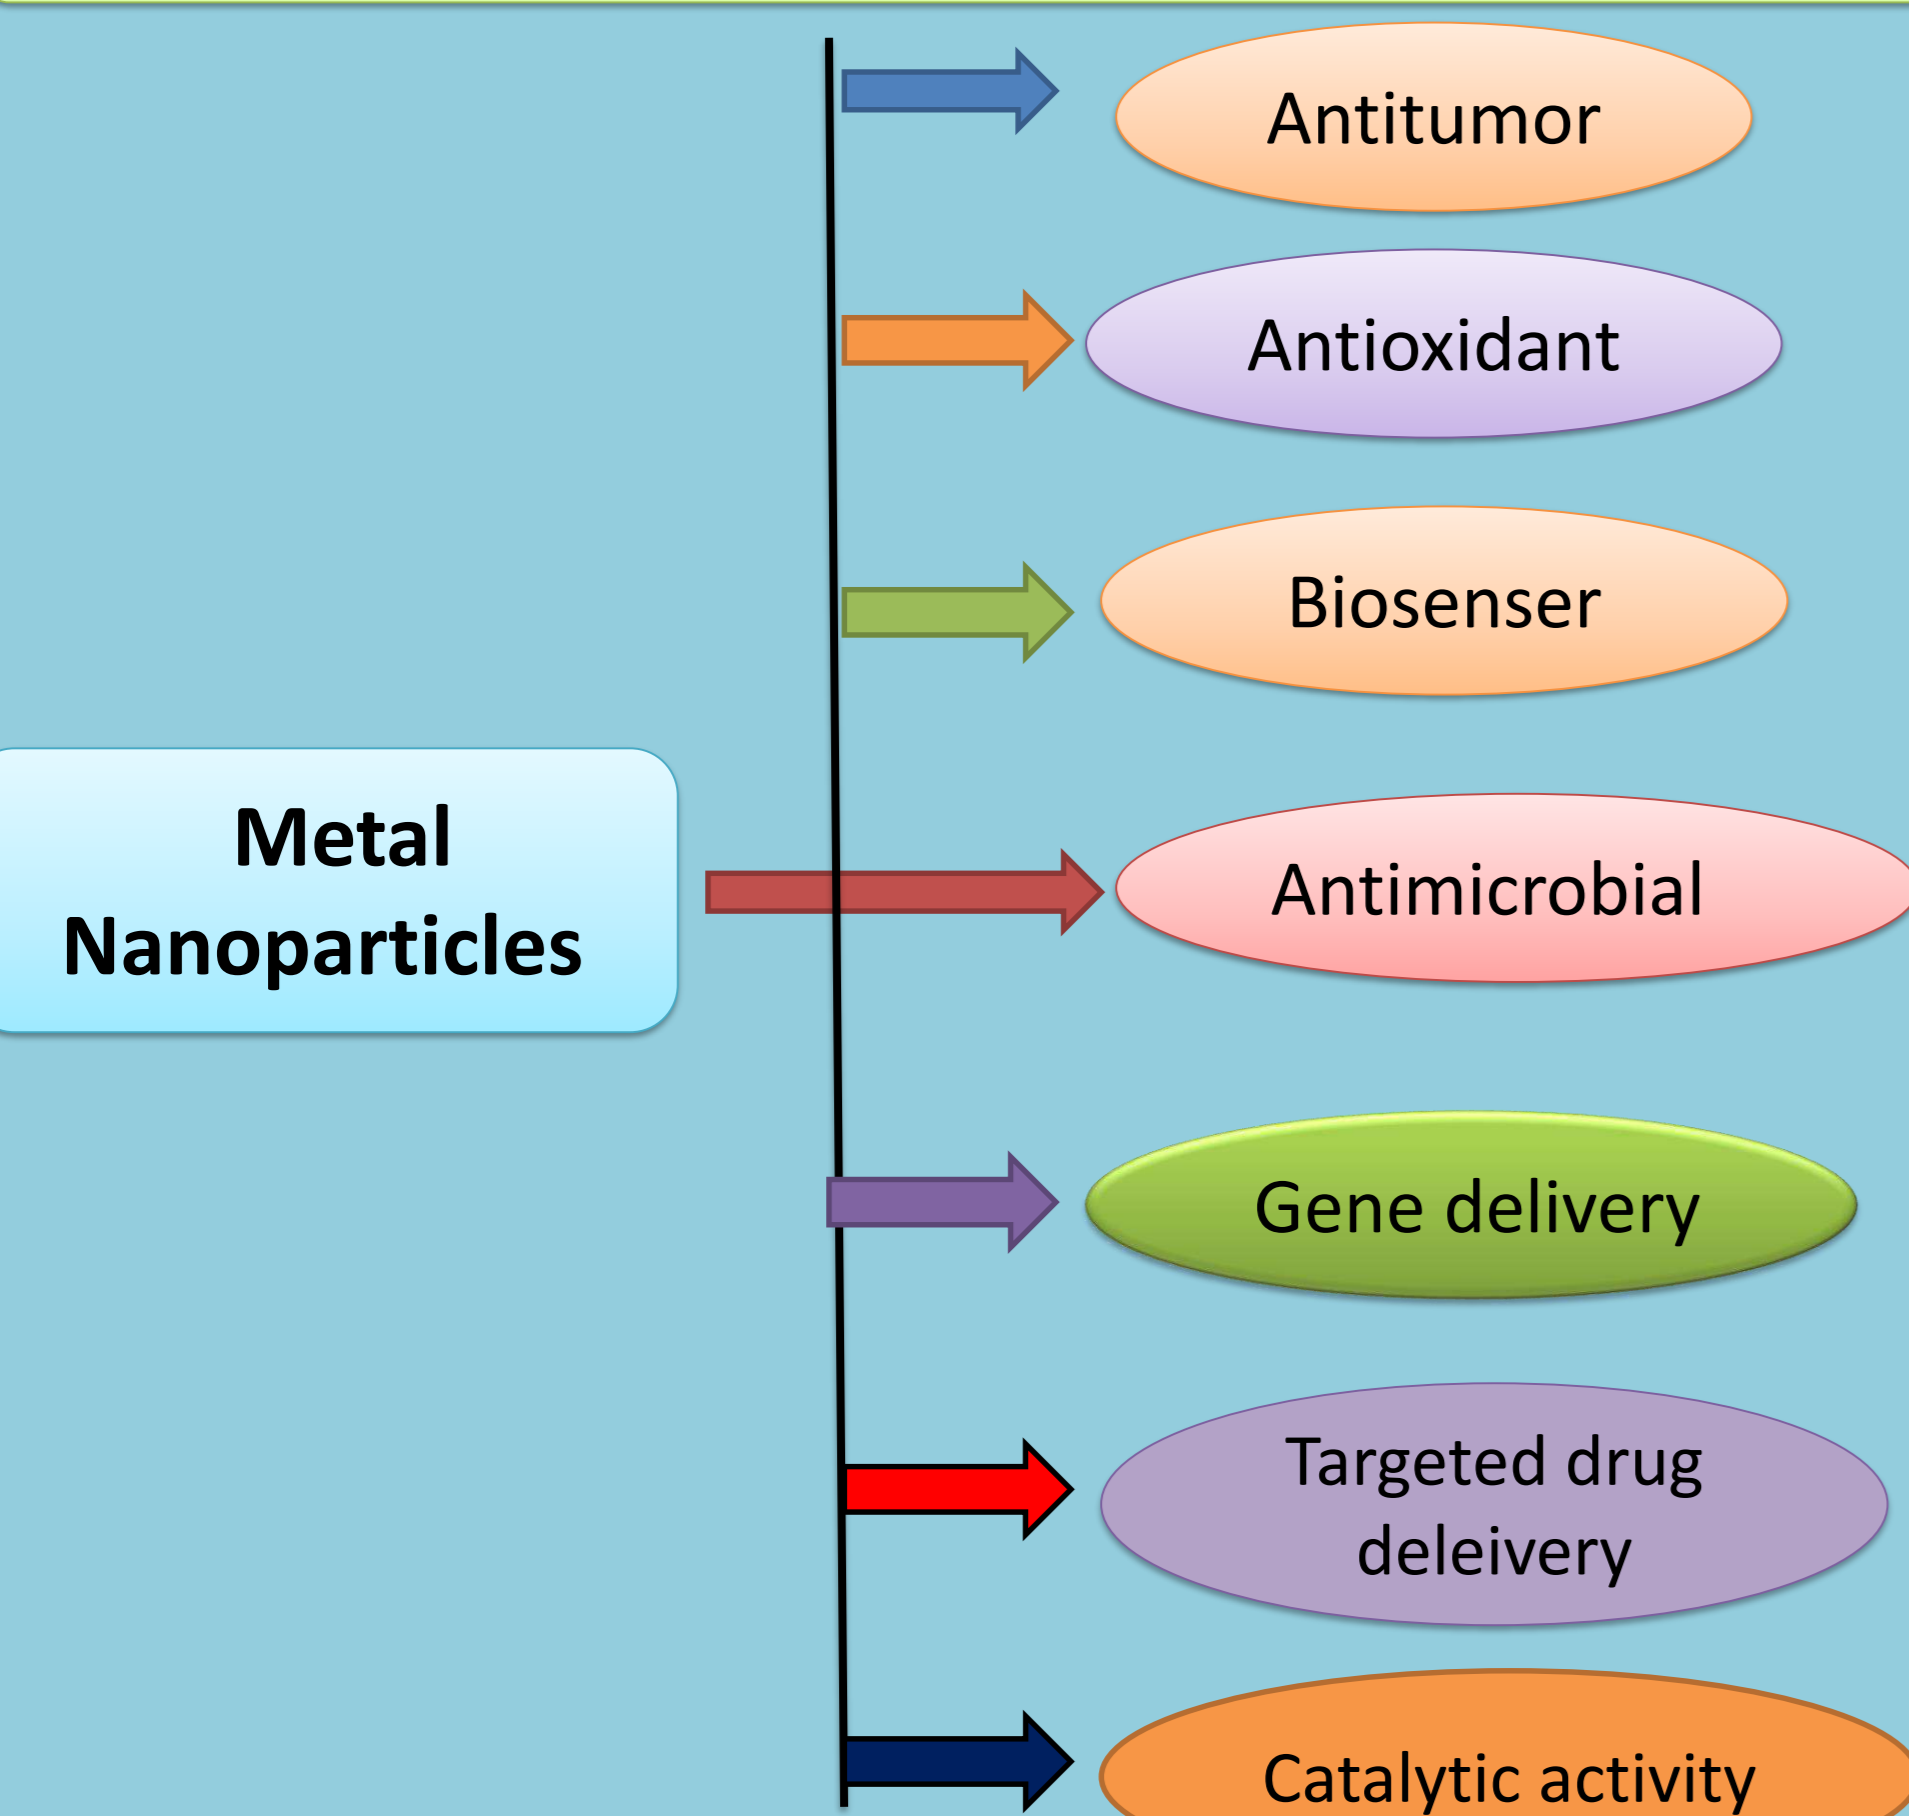 Antitumor
Antioxidant
Biosenser
Metal
Nanoparticles
Antimicrobial
Gene delivery
Targeted drug
deleivery
Catalytic activity